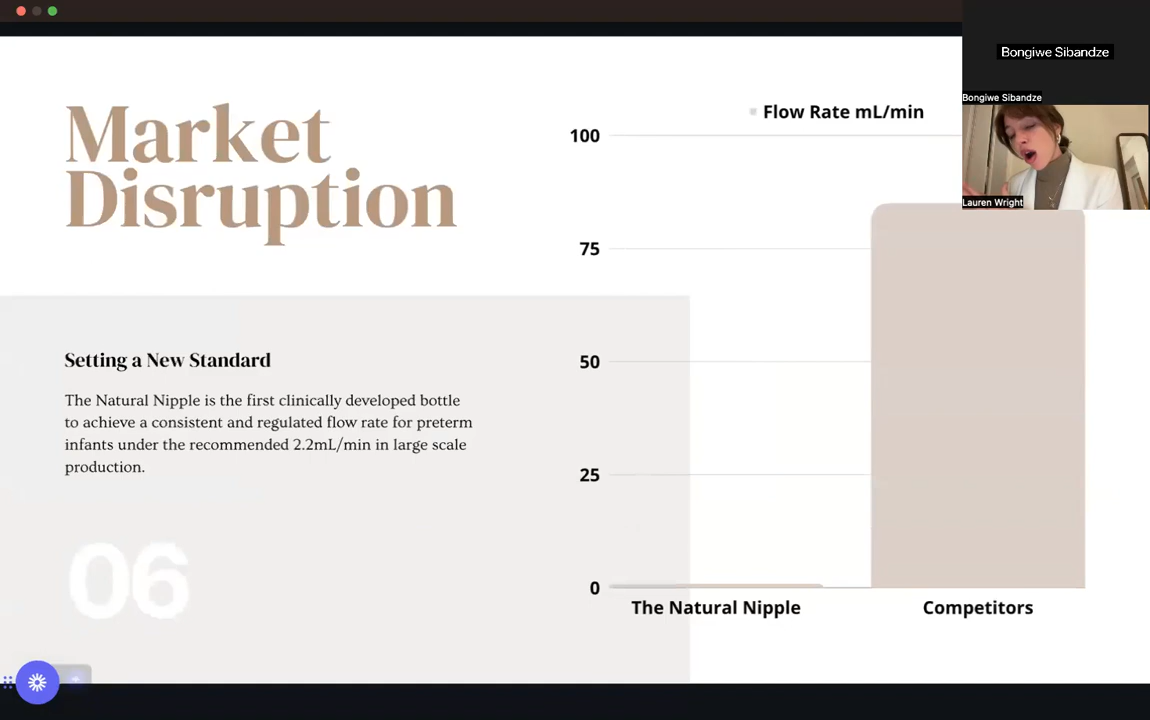 Bongiwe Sibandze
Bongiwe Sibandze
Lauren Wright
Market
Disruption
Setting a New Standard
The Natural Nipple is the first clinically developed bottle
to achieve a consistent and regulated flow rate for preterm
infants under the recommended 2.2mL/min in large scale
production.
06
Flow Rate mL/min
100
75
50
25
0
The Natural Nipple
Competitors